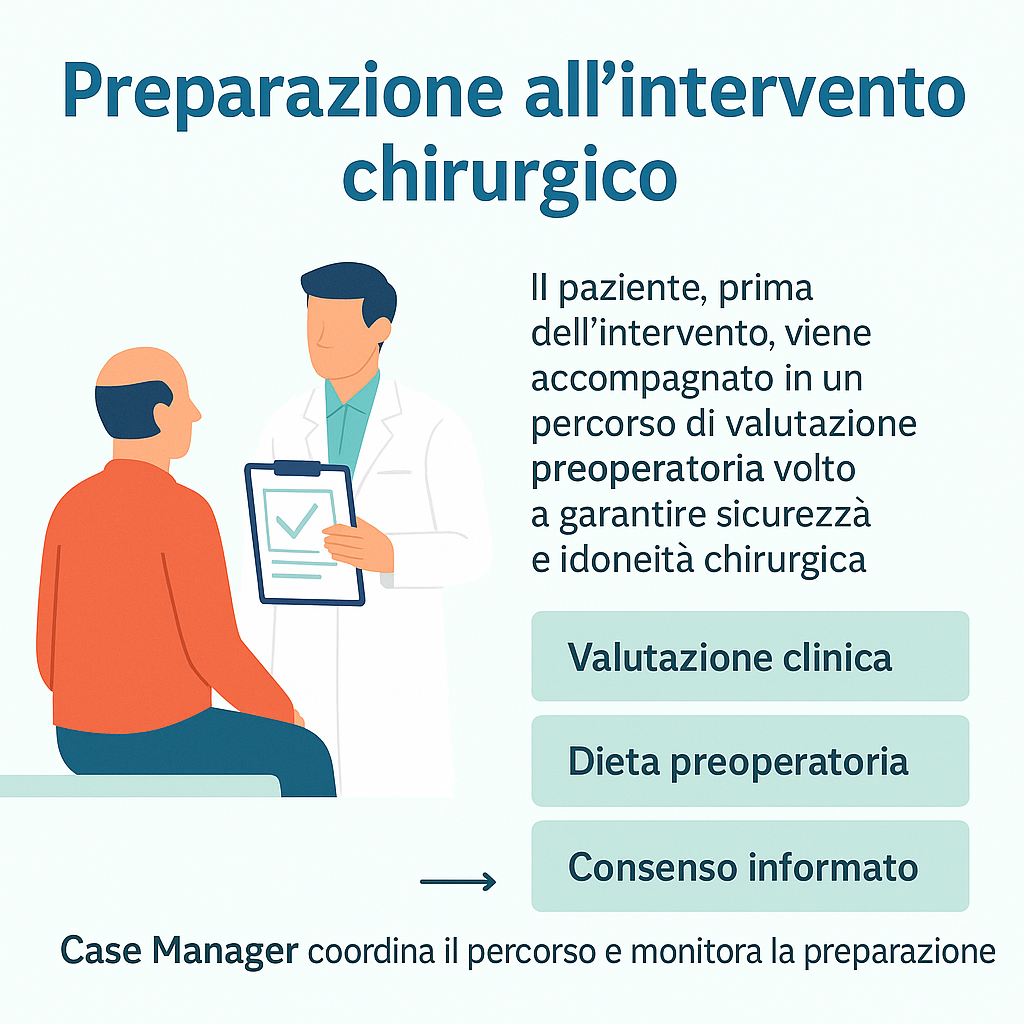 Preparazione all’intervento
chirurgico
Il paziente, prima
dell’intervento, viene
accompagnato in un
percorso di valutazione
preoperatoria volto
a garantire sicurezzà
e idoneità chirurgica
Valutazione clinica
Dieta preoperatoria
Consenso informato
Case Manager coordina il percorso e monitora la preparazione